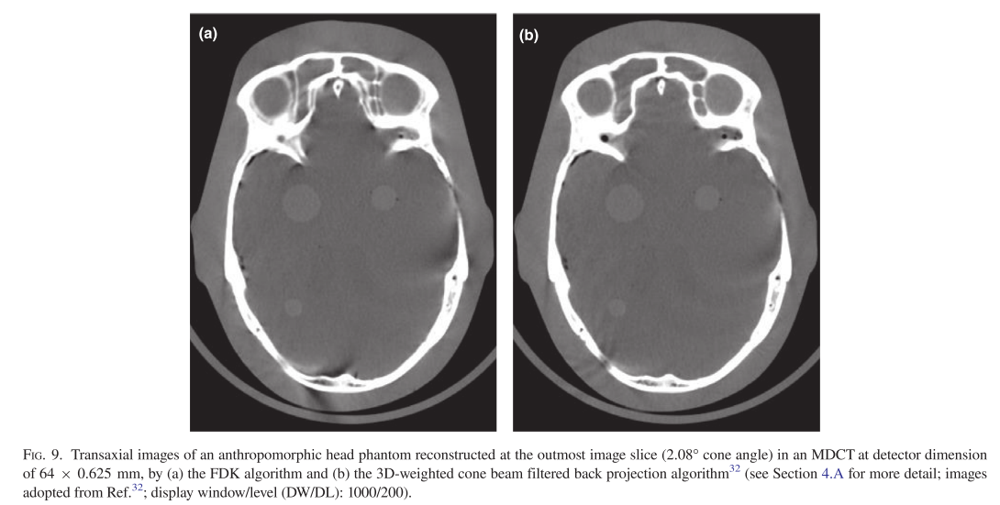 (a)
(b)
FIG. 9. Transaxial images of an anthropomorphic head phantom reconstructed at the outmost image slice (2.08° cone angle) in an MDCT at detector dimension
of 64 × 0.625 mm, by (a) the FDK algorithm and (b) the 3D-weighted cone beam filtered back projection algorithm32 (see Section 4.A for more detail; images
adopted from Ref.32; display window/level (DW/DL): 1000/200).